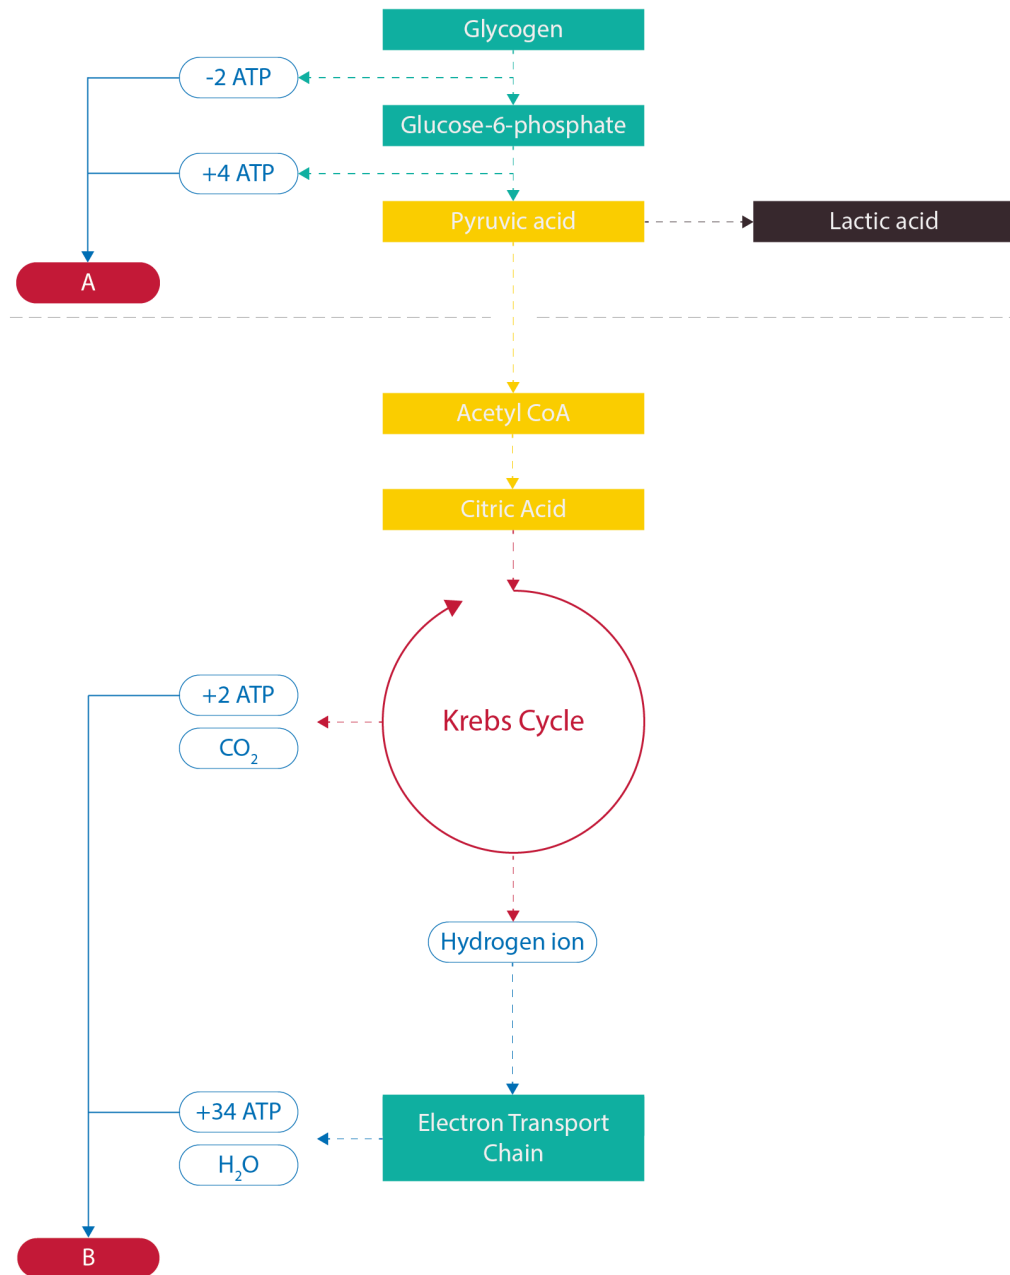 Glycogen
-2 ATP
Glucose-6-phosphate
+4 ATP
Pyruvic acid
Lactic acid
A
Acetyl CoA
Citric Acid
+2 ATP
Krebs Cycle
CO₂
Hydrogen ion
+34 ATP
Electron Transport
Chain
H₂O
B